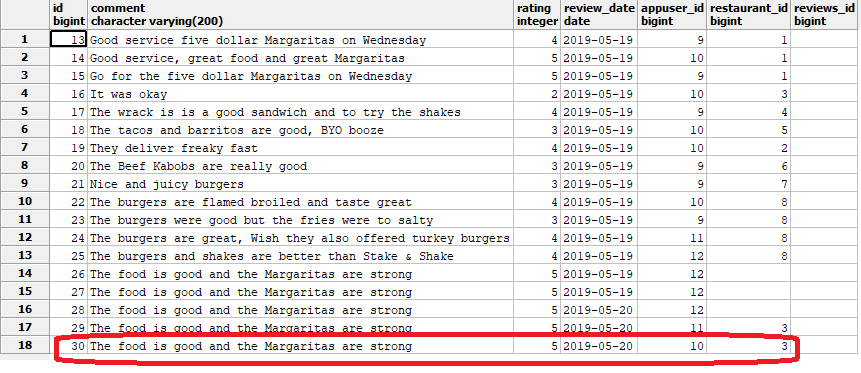 id comment rating review_date appuser_id restaurant_id reviews_id
bigint character varying(200) integer date bigint bigint bigint
1 13 Good service five dollar Margaritas on Wednesday 4 2019-05-19 9 1
2 14 Good service, great food and great Margaritas 5 2019-05-19 10 1
3 15 Go for the five dollar Margaritas on Wednesday 5 2019-05-19 9 1
4 16 It was okay 2 2019-05-19 10 3
5 17 The wrack is is a good sandwich and to try the shakes 4 2019-05-19 9 4
6 18 The tacos and barritos are good, BYO booze 3 2019-05-19 10 5
7 19 They deliver freaky fast 4 2019-05-19 10 2
8 20 The Beef Kabobs are really good 3 2019-05-19 9 6
9 21 Nice and juicy burgers 3 2019-05-19 9 7
10 22 The burgers are flamed broiled and taste great 4 2019-05-19 10 8
11 23 The burgers were good but the fries were to salty 3 2019-05-19 9 8
12 24 The burgers are great, Wish they also offered turkey burgers 4 2019-05-19 11 8
13 25 The burgers and shakes are better than Stake & Shake 4 2019-05-19 12 8
14 26 The food is good and the Margaritas are strong 5 2019-05-19 12
15 27 The food is good and the Margaritas are strong 5 2019-05-19 12
16 28 The food is good and the Margaritas are strong 5 2019-05-20 12
17 29 The food is good and the Margaritas are strong 5 2019-05-20 11 3
18 30 The food is good and the Margaritas are strong 5 2019-05-20 10 3